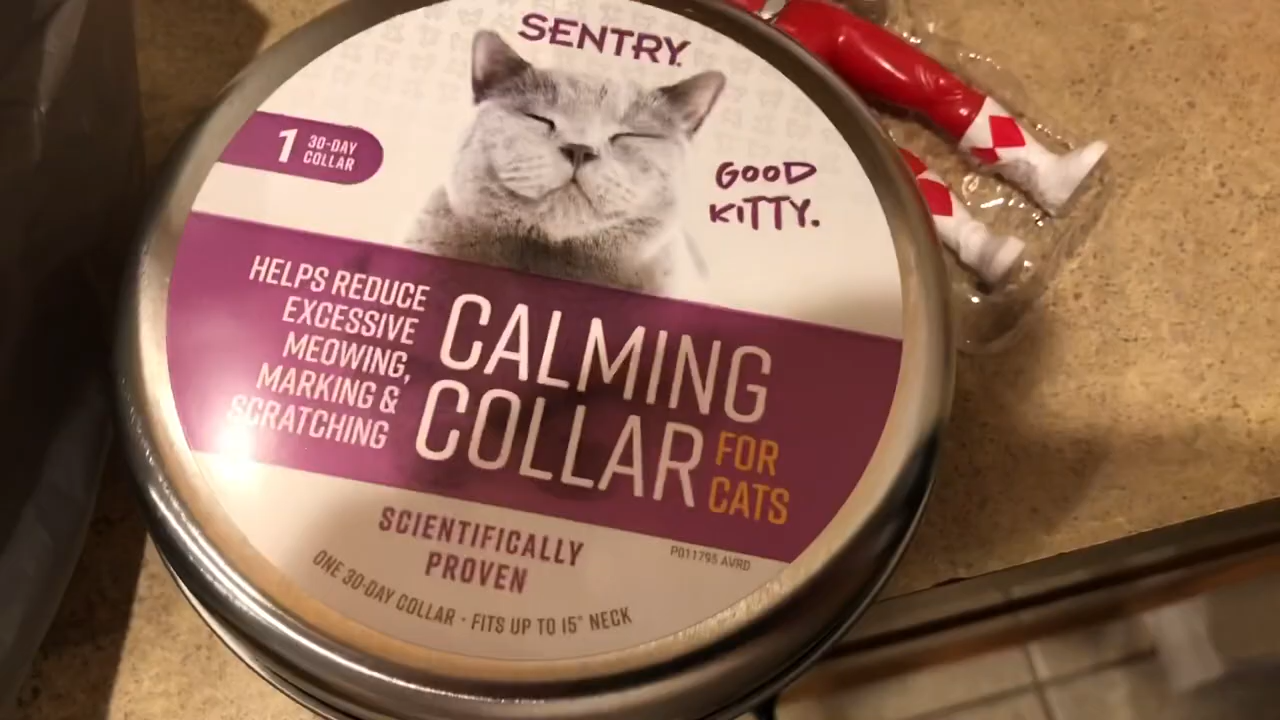 SENTRY.
1 30-DAY
COLLAR
GOOD
KITTY.
HELPS REDUCE
EXCESSIVE
MEOWING,
MARKING &
SCRATCHING
CALMING
COLLAR
FOR
CATS
SCIENTIFICALLY
PROVEN
P011795 AVRD
ONE 30-DAY COLLAR · FITS UP TO 15" NECK